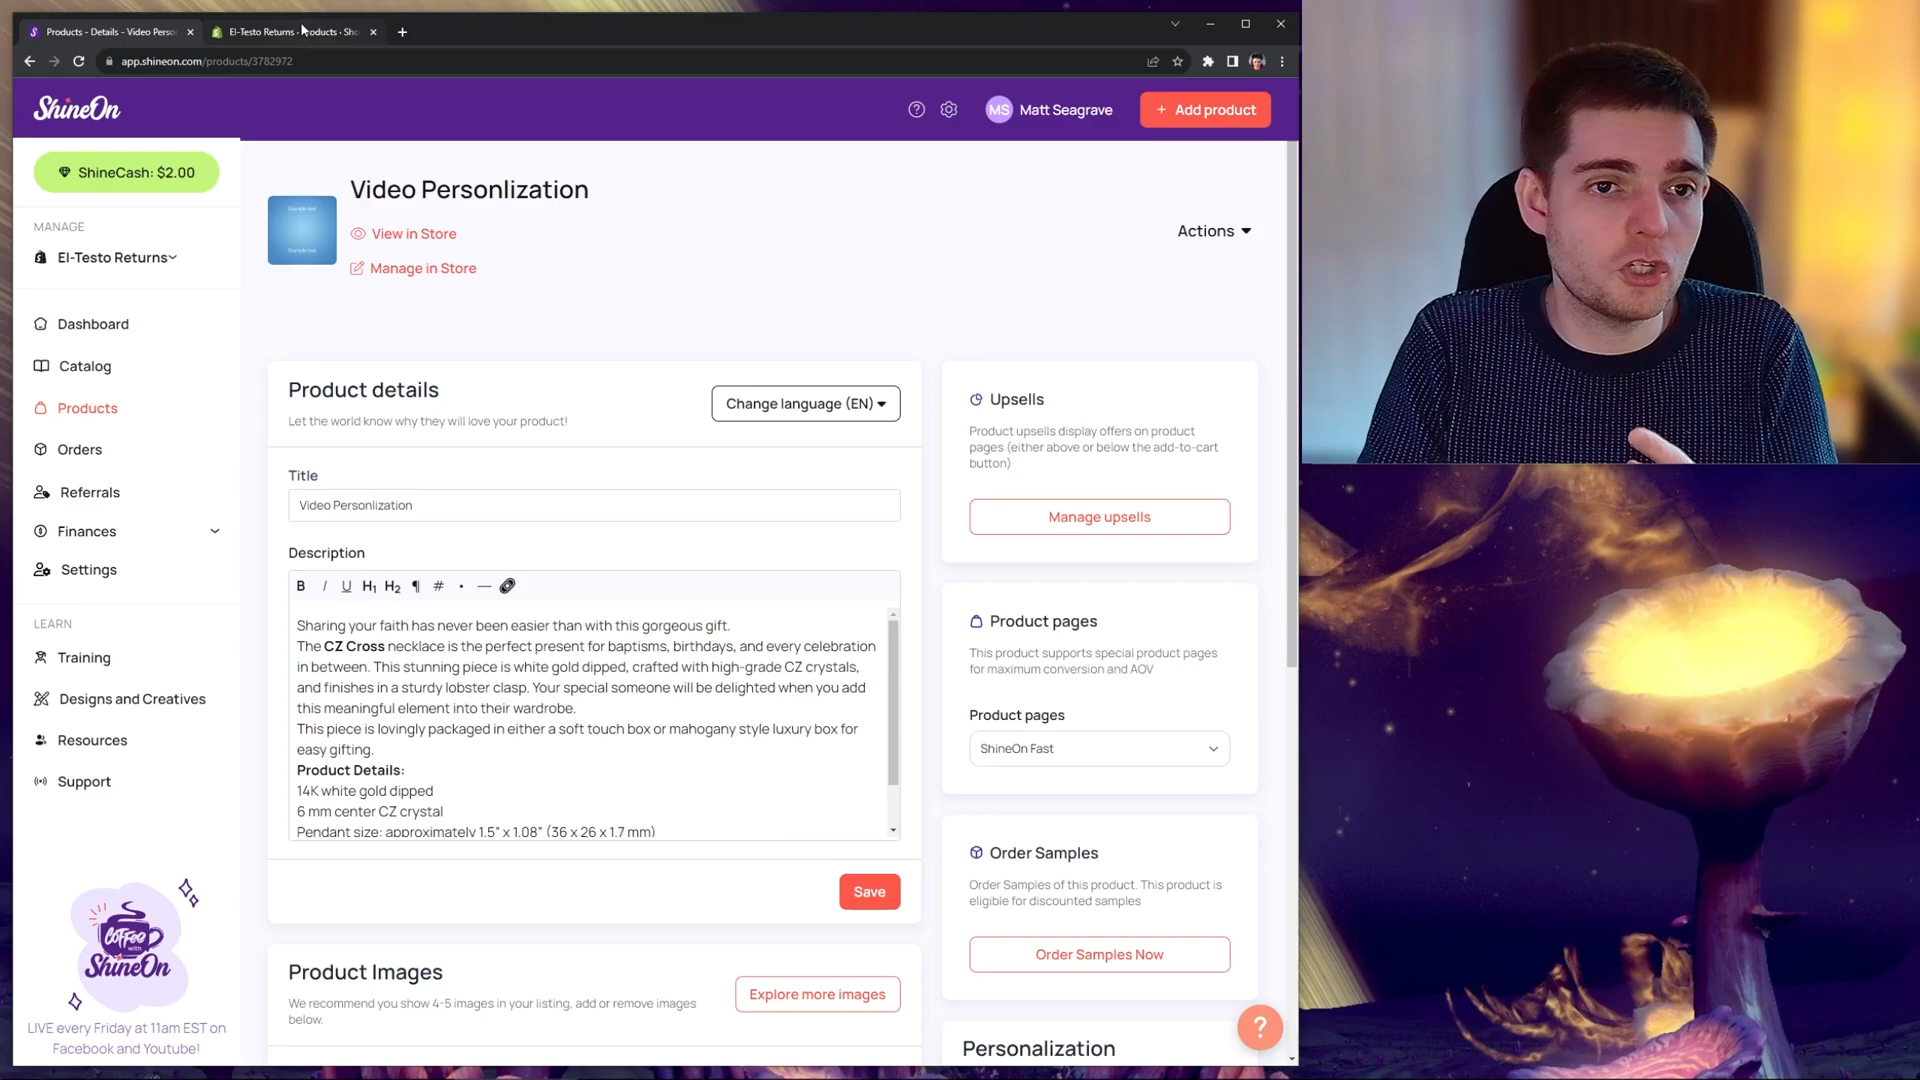 Products - Details - Video Perso
El-Testo Returns · Products · Sho
app.shineon.com/products/3782972
ShineOn
MS
Matt Seagrave
+ Add product
ShineCash: $2.00
MANAGE
El-Testo Returns
Dashboard
Catalog
Products
Orders
Referrals
Finances
Settings
LEARN
Training
Designs and Creatives
Resources
Support
COFFEE
with
ShineOn
LIVE every Friday at 11am EST on
Facebook and Youtube!
Example text
Example text
Video Personlization
View in Store
Manage in Store
Actions
Product details
Let the world know why they will love your product!
Change language (EN)
Title
Video Personlization
Description
B I U H1 H2 ¶ # • —
Sharing your faith has never been easier than with this gorgeous gift.
The CZ Cross necklace is the perfect present for baptisms, birthdays, and every celebration
in between. This stunning piece is white gold dipped, crafted with high-grade CZ crystals,
and finishes in a sturdy lobster clasp. Your special someone will be delighted when you add
this meaningful element into their wardrobe.
This piece is lovingly packaged in either a soft touch box or mahogany style luxury box for
easy gifting.
Product Details:
14K white gold dipped
6 mm center CZ crystal
Pendant size: approximately 1.5” x 1.08” (36 x 26 x 1.7 mm)
Save
Product Images
We recommend you show 4-5 images in your listing, add or remove images
below.
Explore more images
Upsells
Product upsells display offers on product
pages (either above or below the add-to-cart
button)
Manage upsells
Product pages
This product supports special product pages
for maximum conversion and AOV
Product pages
ShineOn Fast
Order Samples
Order Samples of this product. This product is
eligible for discounted samples
Order Samples Now
Personalization
?